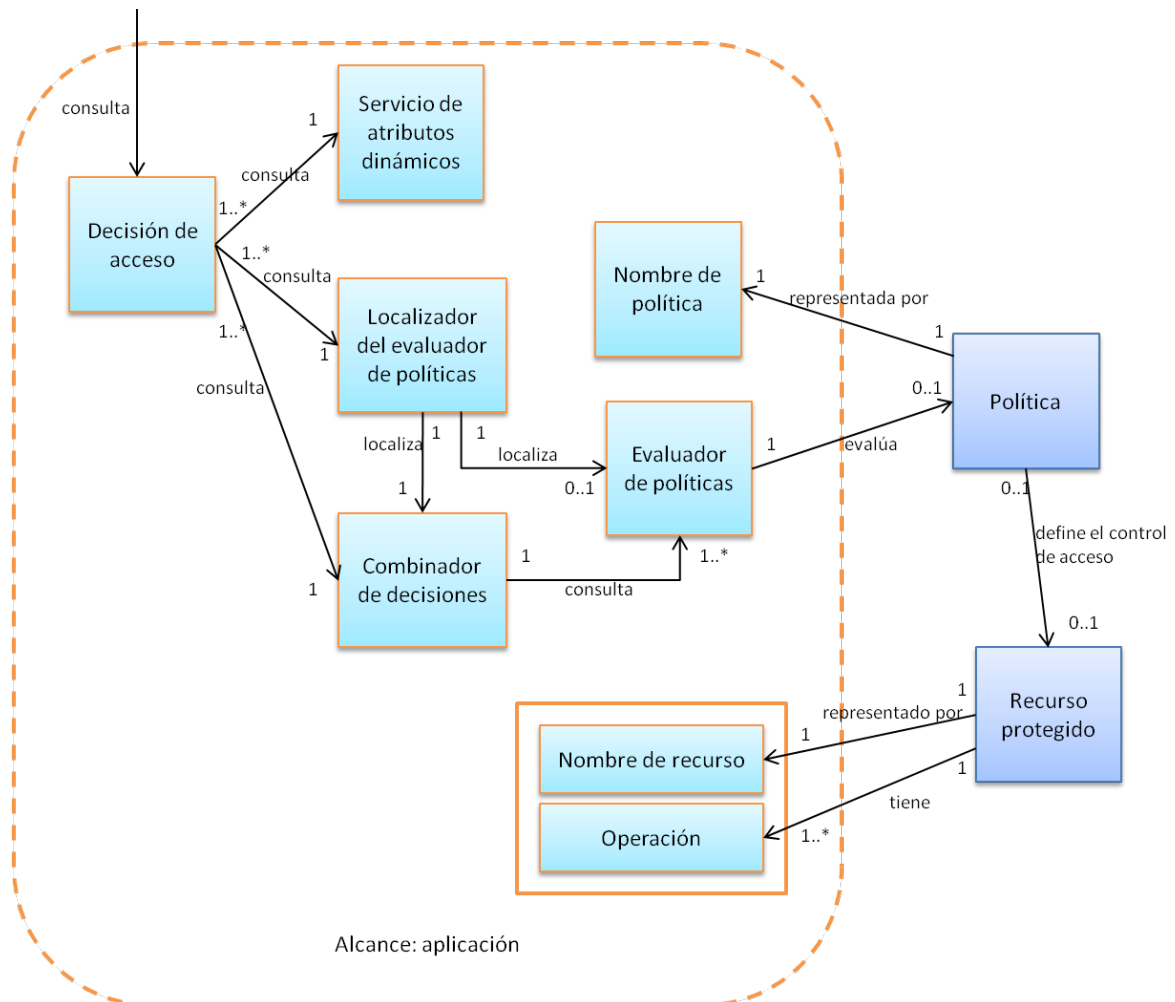 consulta
Servicio de
atributos
dinámicos
1
consulta
1..*
Decisión de
acceso
1..*
consulta
Nombre de
política
1
representada por
1
Localizador
del evaluador
de políticas
1..*
1
consulta
Política
0..1
localiza
1
1
localiza
1
0..1
1
evalúa
Evaluador
de políticas
0..1
define el control
de acceso
Combinador
de decisiones
1
1
1..*
consulta
0..1
Recurso
protegido
1
representado por
1
Nombre de recurso
1
tiene
Operación
1..*
Alcance: aplicación